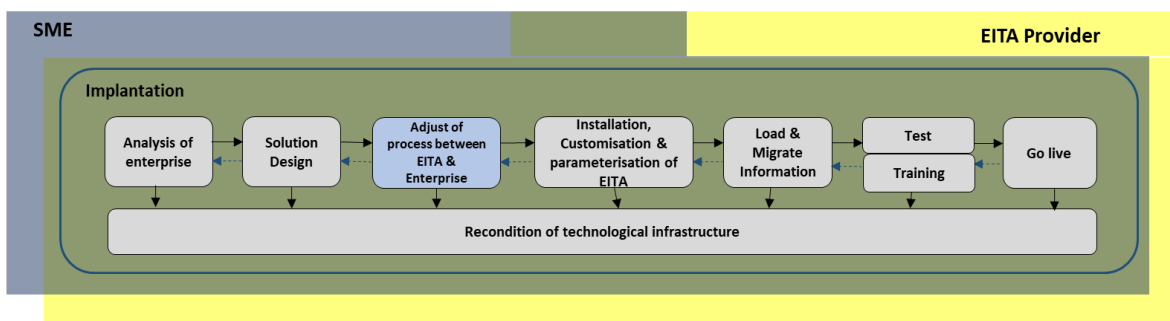 SME
EITA Provider
Implantation
Analysis of
enterprise
Solution
Design
Adjust of
process between
EITA &
Enterprise
Installation,
Customisation &
parameterisation of
EITA
Load &
Migrate
Information
Test
Training
Go live
Recondition of technological infrastructure